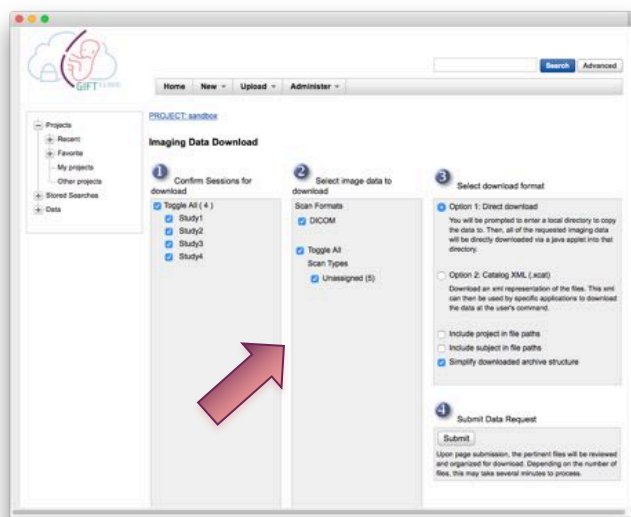 GIFT
Search
Advanced
Home
New
Upload
Administer
Projects
Recent
Favorite
My projects
Other projects
Stored Searches
Data
PROJECT: sandbox
Imaging Data Download
1
Confirm Sessions for
download
Toggle All ( 4 )
Study1
Study2
Study3
Study4
2
Select image data to
download
Scan Formats
DICOM
Toggle All
Scan Types
Unassigned (5)
3
Select download format
Option 1: Direct download
You will be prompted to enter a local directory to copy
the data to. Then, all of the requested imaging data
will be directly downloaded via a java applet into that
directory.
Option 2: Catalog XML (.xcat)
Download an xml representation of the files. This xml
can then be used by specific applications to download
the data at the user's command.
Include project in file paths
Include subject in file paths
Simplify downloaded archive structure
4
Submit Data Request
Submit
Upon page submission, the pertinent files will be reviewed
and organized for download. Depending on the number of
files, this may take several minutes to process.